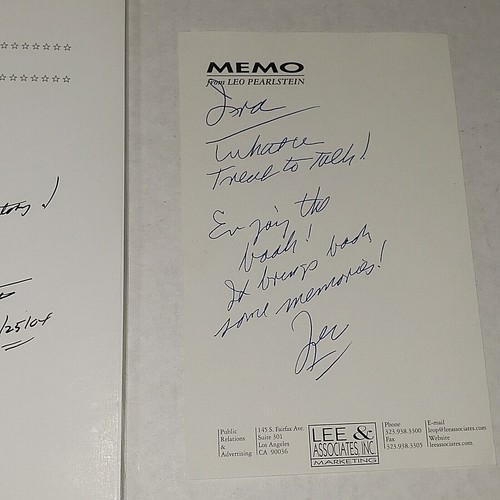 ☆☆☆☆☆☆☆
☆☆☆☆☆☆☆
MEMO
from LEO PEARLSTEIN
Ira
What a
Treat to talk!
Enjoy the
book!
It brings back
some memories!
Leo
/25/04
Public
Relations
&
Advertising
145 S. Fairfax Ave.
Suite 301
Los Angeles
CA 90036
LEE &
ASSOCIATES, INC.
MARKETING
Phone
323.938.3300
Fax
323.938.3305
E-mail
leop@leeassociates.com
Website
leeassociates.com